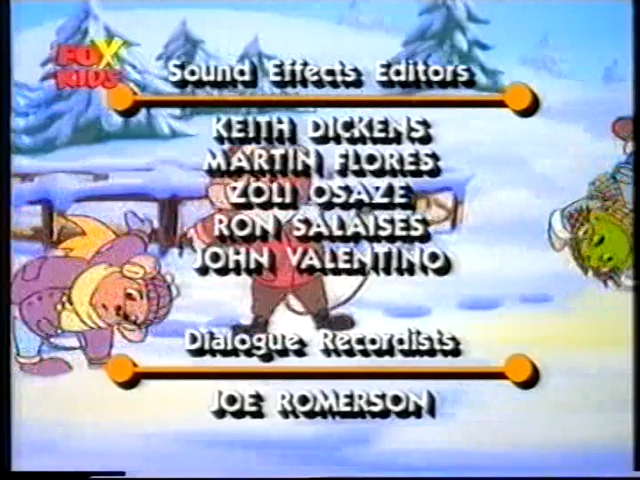 FOX
KIDS
Sound Effects Editors
KEITH DICKENS
MARTIN FLORES
ZOLI OSAZE
RON SALAISES
JOHN VALENTINO
Dialogue Recordists
JOE ROMERSON